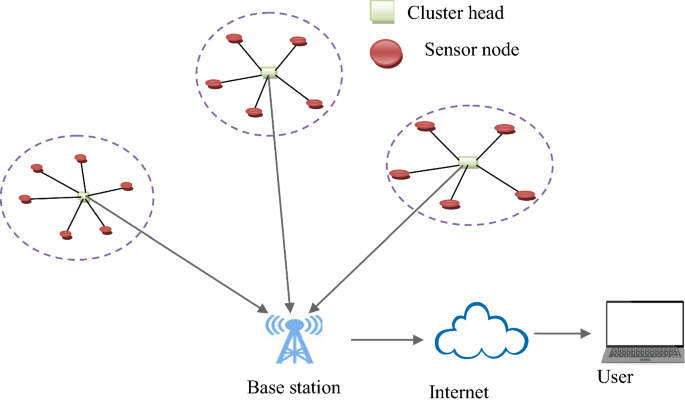 Cluster head
Sensor node
Base station
Internet
User